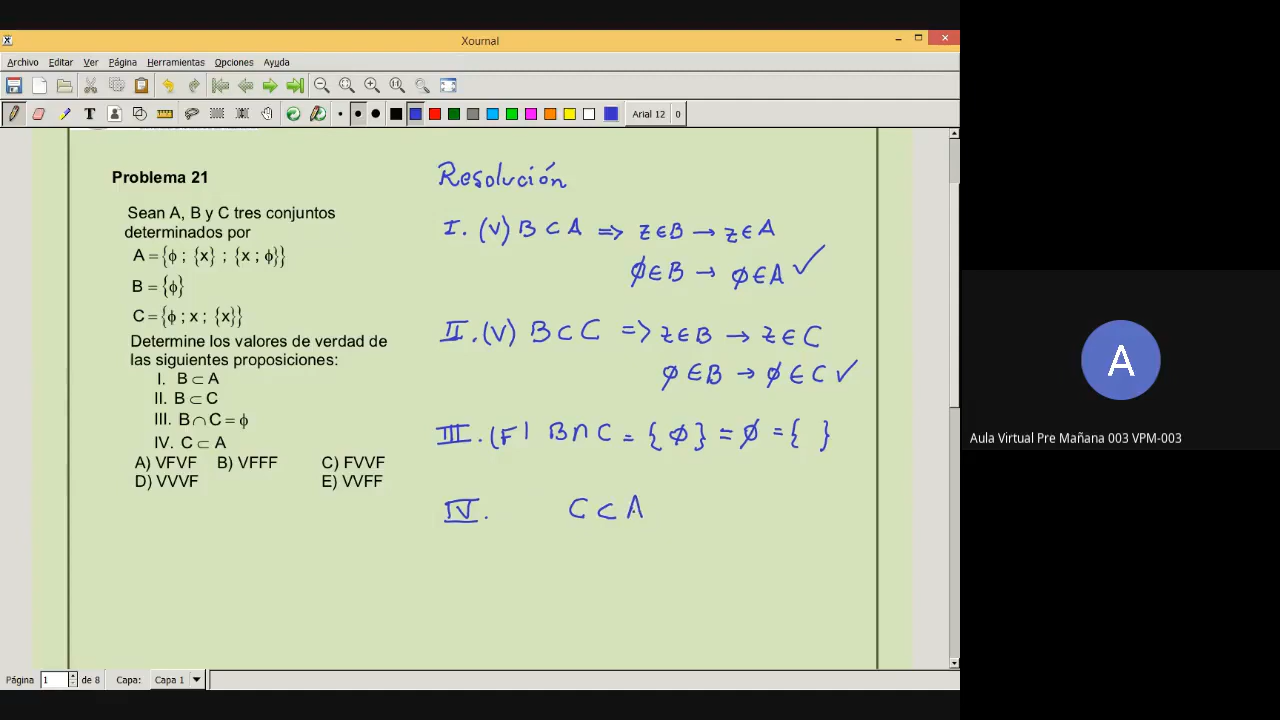 Xournal
Archivo Editar Ver Página Herramientas Opciones Ayuda
Arial 12 0
Problema 21
Sean A, B y C tres conjuntos
determinados por
A = {ϕ ; {x} ; {x ; ϕ}}
B = {ϕ}
C = {ϕ ; x ; {x}}
Determine los valores de verdad de
las siguientes proposiciones:
I. B ⊂ A
II. B ⊂ C
III. B ∩ C = ϕ
IV. C ⊂ A
A) VFVF B) VFFF C) FVVF
D) VVVF E) VVFF
Resolución
I. (V) B ⊂ A ⇒ z ∈ B → z ∈ A
∅ ∈ B → ∅ ∈ A ✓
II. (V) B ⊂ C ⇒ z ∈ B → z ∈ C
∅ ∈ B → ∅ ∈ C ✓
III. (F) B ∩ C = { ∅ } = ∅ = { }
IV. C ⊂ A
A
Aula Virtual Pre Mañana 003 VPM-003
Página 1 de 8 Capa: Capa 1